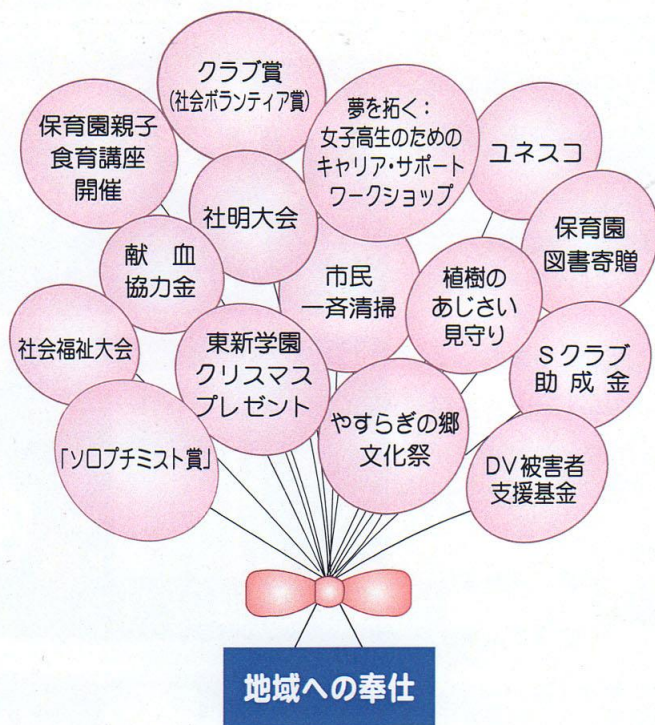 クラブ賞
(社会ボランティア賞)
夢を拓く：
女子高生のための
キャリア・サポート
ワークショップ
保育園親子
食育講座
開催
ユネスコ
社明大会
保育園
図書寄贈
献血
協力金
市民
一斉清掃
植樹の
あじさい
見守り
社会福祉大会
東新学園
クリスマス
プレゼント
Sクラブ
助成金
やすらぎの郷
文化祭
「ソロプチミスト賞」
DV被害者
支援基金
地域への奉仕